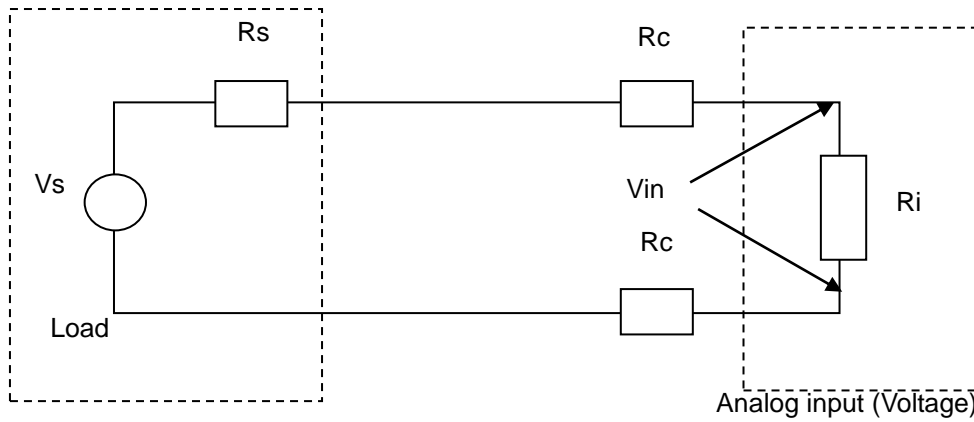 Rs
Rc
Vs
Vin
Ri
Rc
Load
Analog input (Voltage)